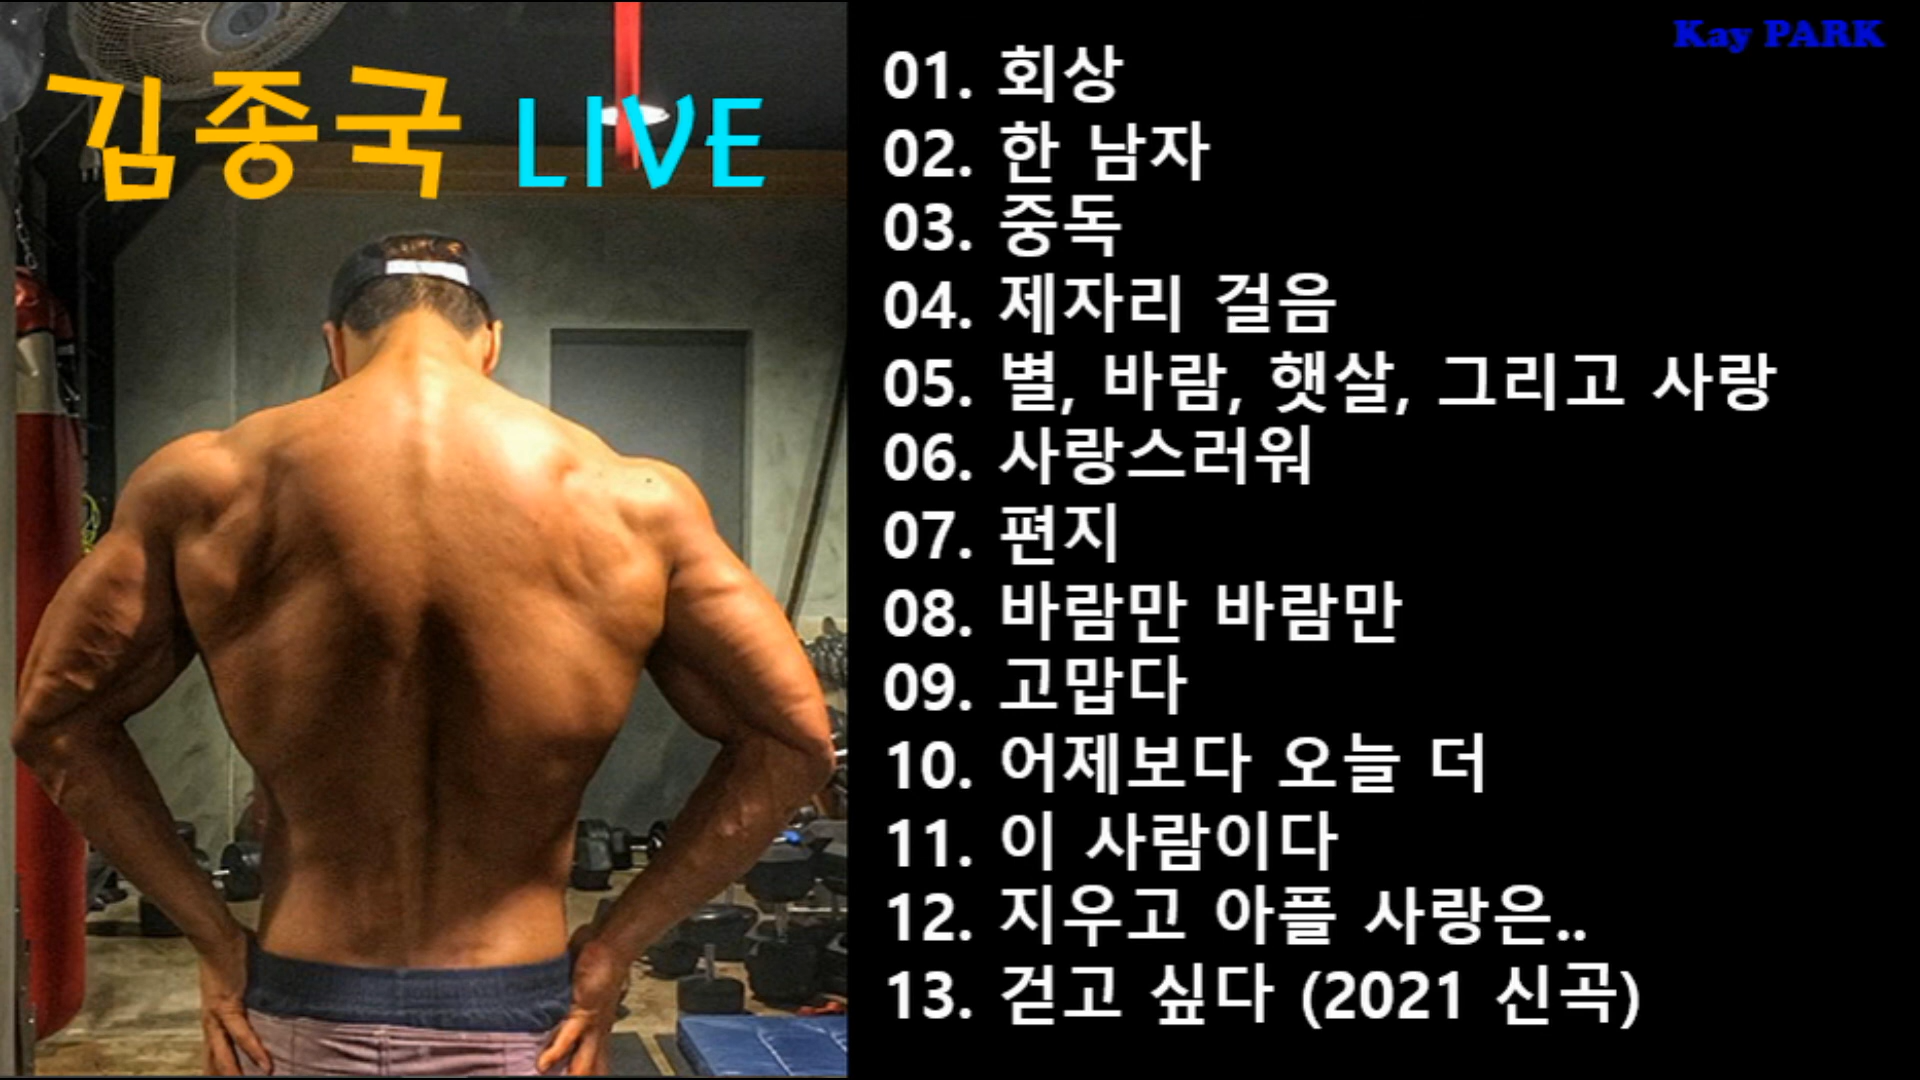 김종국 LIVE
Kay PARK
01. 회상
02. 한 남자
03. 중독
04. 제자리 걸음
05. 별, 바람, 햇살, 그리고 사랑
06. 사랑스러워
07. 편지
08. 바람만 바람만
09. 고맙다
10. 어제보다 오늘 더
11. 이 사람이다
12. 지우고 아플 사랑은..
13. 걷고 싶다 (2021 신곡)